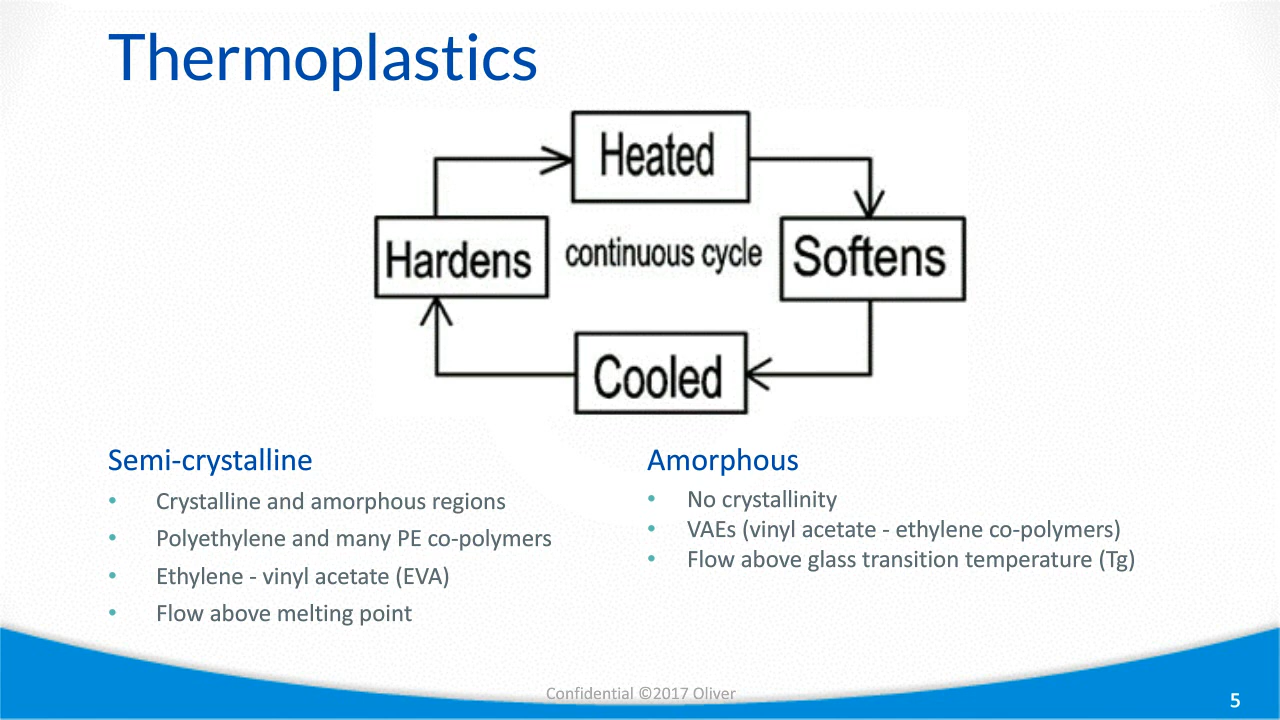 Thermoplastics
Heated
Hardens
continuous cycle
Softens
Cooled
Semi-crystalline
• Crystalline and amorphous regions
• Polyethylene and many PE co-polymers
• Ethylene - vinyl acetate (EVA)
• Flow above melting point
Amorphous
• No crystallinity
• VAEs (vinyl acetate - ethylene co-polymers)
• Flow above glass transition temperature (Tg)
Confidential ©2017 Oliver
5